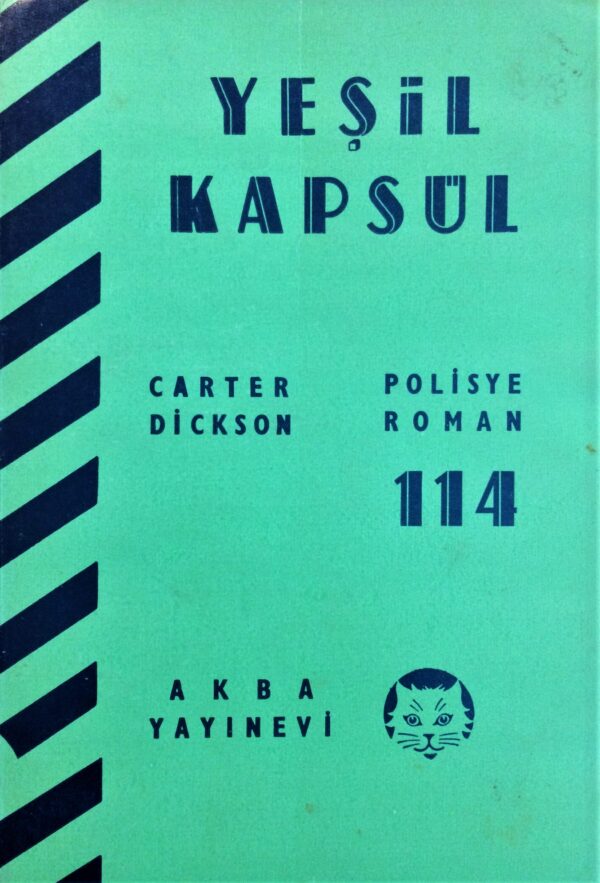 YEŞİL
KAPSÜL
CARTER
DİCKSON
POLİSYE
ROMAN
114
AKBA
YAYINEVİ